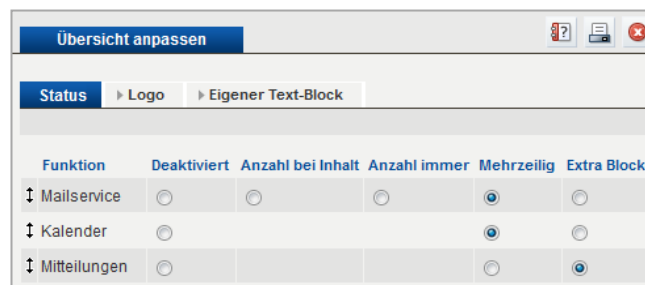 Übersicht anpassen
Status Logo Eigener Text-Block
Funktion Deaktiviert Anzahl bei Inhalt Anzahl immer Mehrzeilig Extra Block
Mailservice
Kalender
Mitteilungen